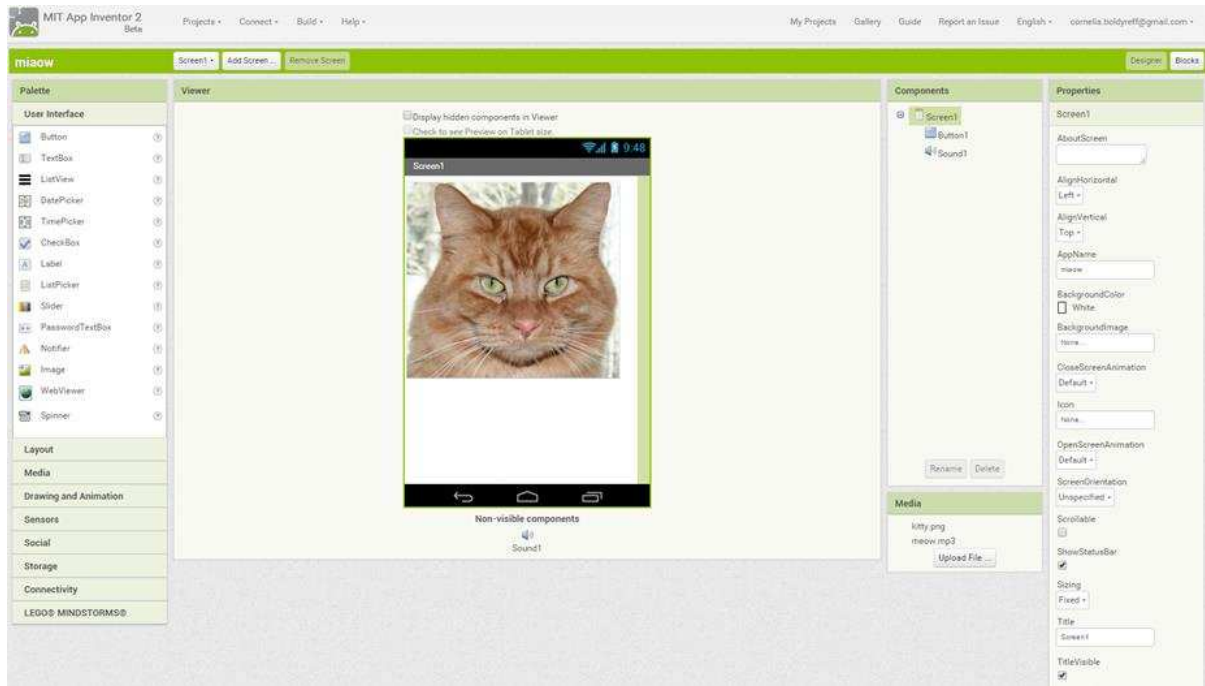 MIT App Inventor 2
Beta
Projects Connect Build Help
My Projects Gallery Guide Report an Issue English cornelia.boldyreff@gmail.com
miaow
Screen1 Add Screen ... Remove Screen
Designer Blocks
Palette
User Interface
Button
TextBox
ListView
DatePicker
TimePicker
CheckBox
Label
ListPicker
Slider
PasswordTextBox
Notifier
Image
WebViewer
Spinner
Layout
Media
Drawing and Animation
Sensors
Social
Storage
Connectivity
LEGO® MINDSTORMS®
Viewer
Display hidden components in Viewer
Check to see Preview on Tablet size.
9:48
Screen1
Non-visible components
Sound1
Components
Screen1
Button1
Sound1
Rename Delete
Media
kitty.png
meow.mp3
Upload File ...
Properties
Screen1
AboutScreen
AlignHorizontal
Left
AlignVertical
Top
AppName
miaow
BackgroundColor
White
BackgroundImage
None...
CloseScreenAnimation
Default
Icon
None...
OpenScreenAnimation
Default
ScreenOrientation
Unspecified
Scrollable
ShowStatusBar
Sizing
Fixed
Title
Screen1
TitleVisible